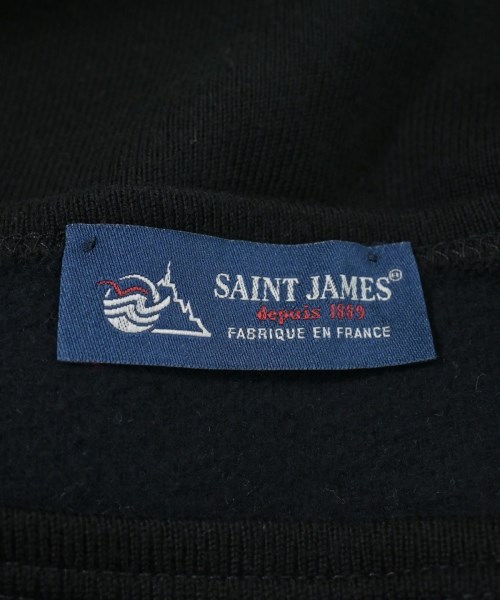 SAINT JAMES®
depuis 1889
FABRIQUE EN FRANCE